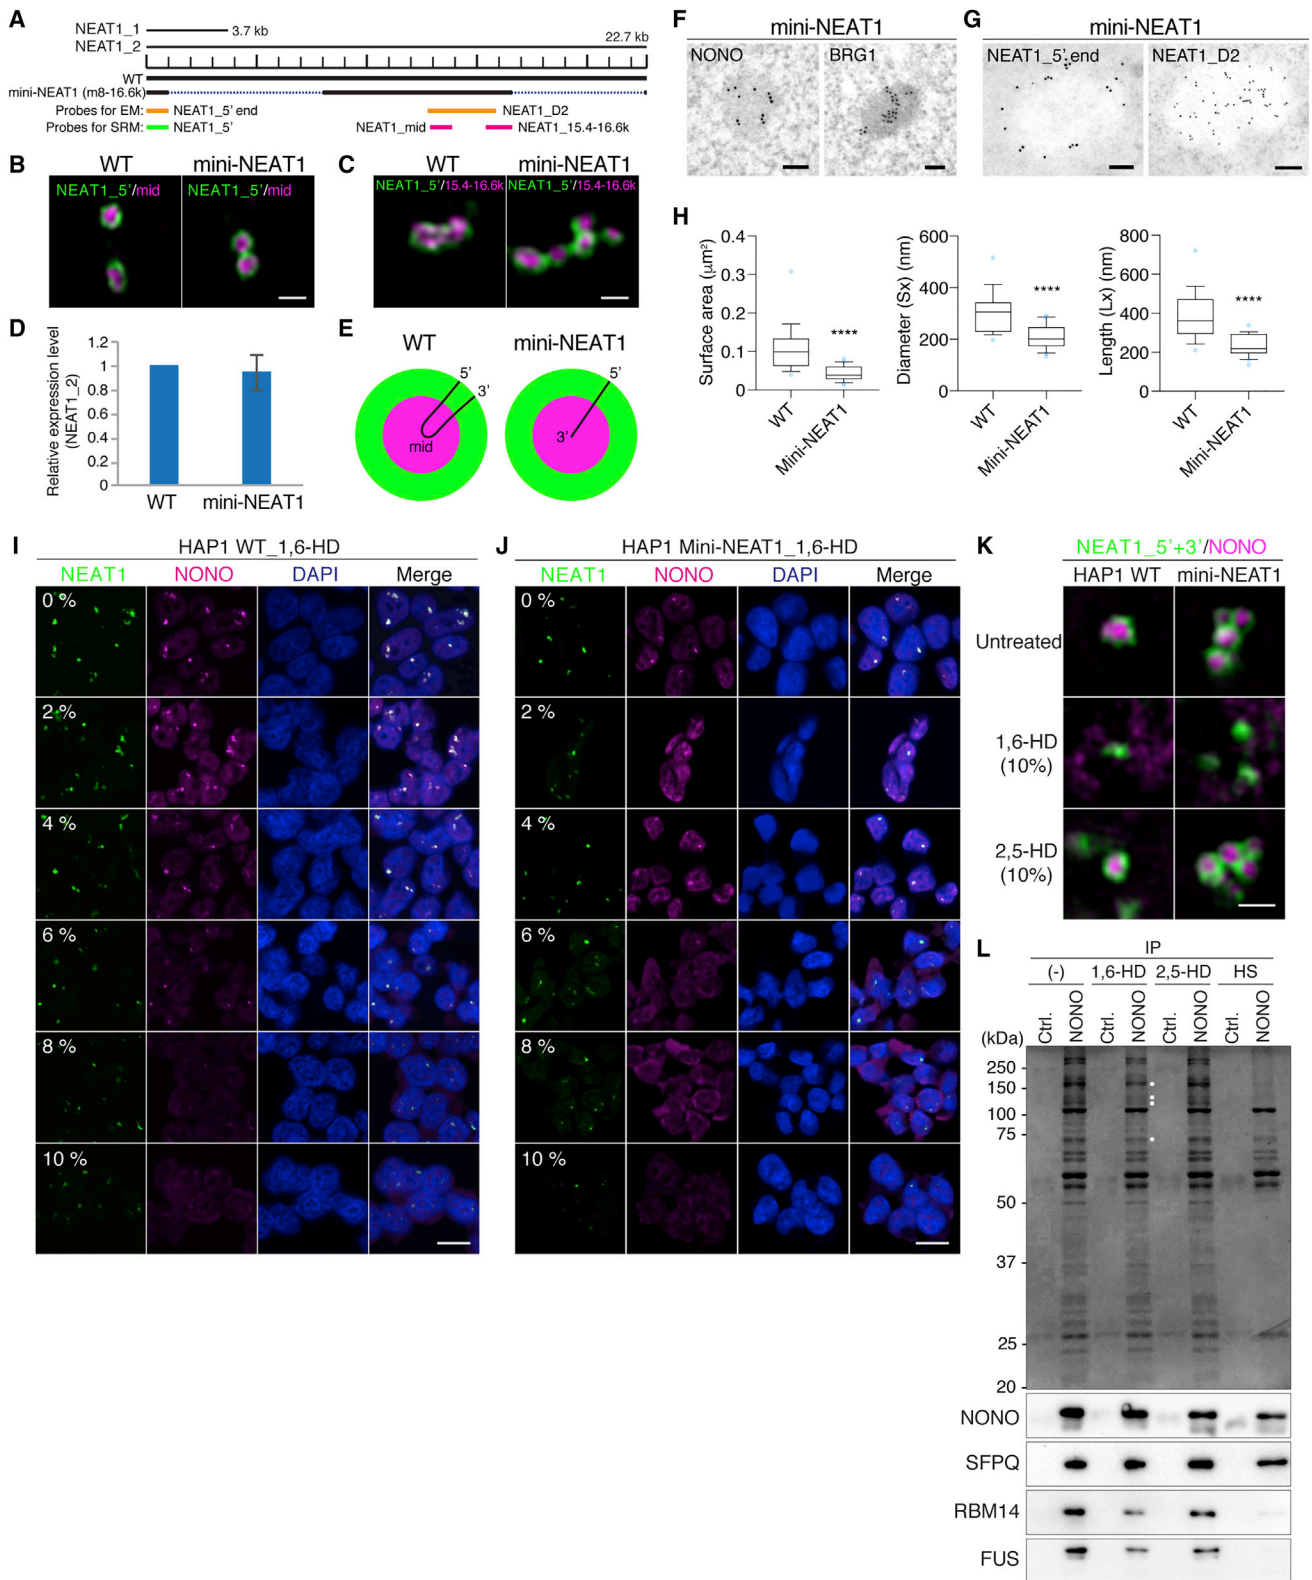 A
NEAT1_1
3.7 kb
NEAT1_2
22.7 kb
WT
mini-NEAT1 (m8-16.6k)
Probes for EM: NEAT1_5' end NEAT1_D2
Probes for SRM: NEAT1_5' NEAT1_mid NEAT1_15.4-16.6k
B
WT mini-NEAT1
NEAT1_5'/mid NEAT1_5'/mid
C
WT mini-NEAT1
NEAT1_5'/15.4-16.6k NEAT1_5'/15.4-16.6k
D
Relative expression level
(NEAT1_2)
1.2
1
0.8
0.6
0.4
0.2
0
WT mini-NEAT1
E
WT mini-NEAT1
5'
3'
mid
5'
3'
F
mini-NEAT1
NONO BRG1
G
mini-NEAT1
NEAT1_5' end NEAT1_D2
H
Surface area (μm²)
0.4
0.3
0.2
0.1
0
****
WT
Mini-NEAT1
Diameter (Sx) (nm)
600
400
200
0
****
WT
Mini-NEAT1
Length (Lx) (nm)
800
600
400
200
0
****
WT
Mini-NEAT1
I
HAP1 WT_1,6-HD
NEAT1 NONO DAPI Merge
0 %
2 %
4 %
6 %
8 %
10 %
J
HAP1 Mini-NEAT1_1,6-HD
NEAT1 NONO DAPI Merge
0 %
2 %
4 %
6 %
8 %
10 %
K
NEAT1_5'+3'/NONO
HAP1 WT mini-NEAT1
Untreated
1,6-HD
(10%)
2,5-HD
(10%)
L
IP
(-) 1,6-HD 2,5-HD HS
Ctrl. NONO Ctrl. NONO Ctrl. NONO Ctrl. NONO
(kDa)
250
150
100
75
50
37
25
20
NONO
SFPQ
RBM14
FUS